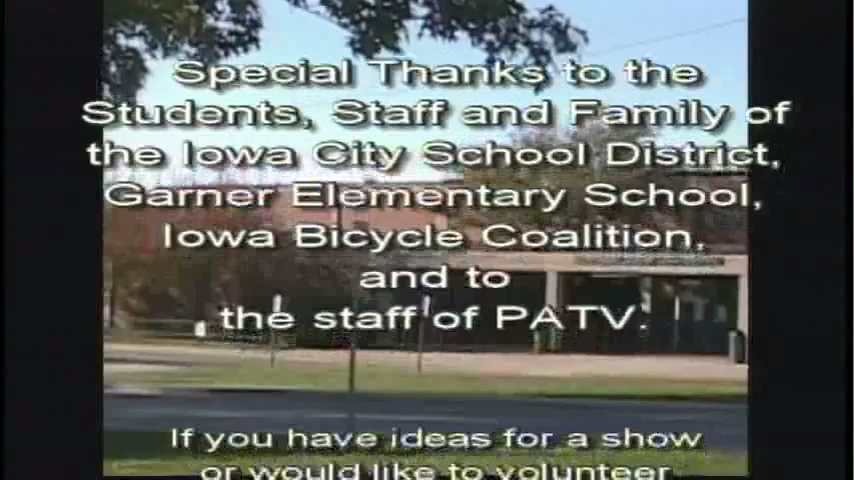 Special Thanks to the
Students, Staff and Family of
the Iowa City School District,
Garner Elementary School,
Iowa Bicycle Coalition,
and to
the staff of PATV.
If you have ideas for a show
or would like to volunteer